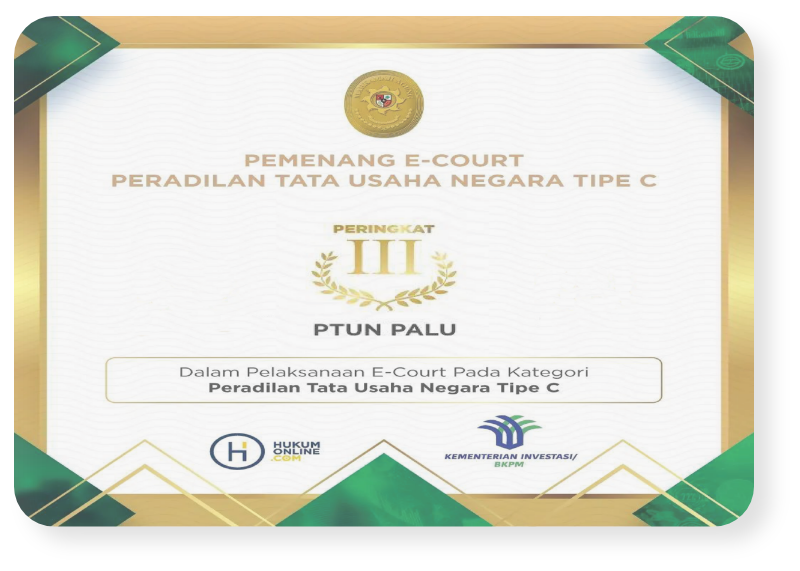 PEMENANG E-COURT
PERADILAN TATA USAHA NEGARA TIPE C
PERINGKAT
III
PTUN PALU
Dalam Pelaksanaan E-Court Pada Kategori
Peradilan Tata Usaha Negara Tipe C
HUKUM
ONLINE
.COM
KEMENTERIAN INVESTASI/
BKPM